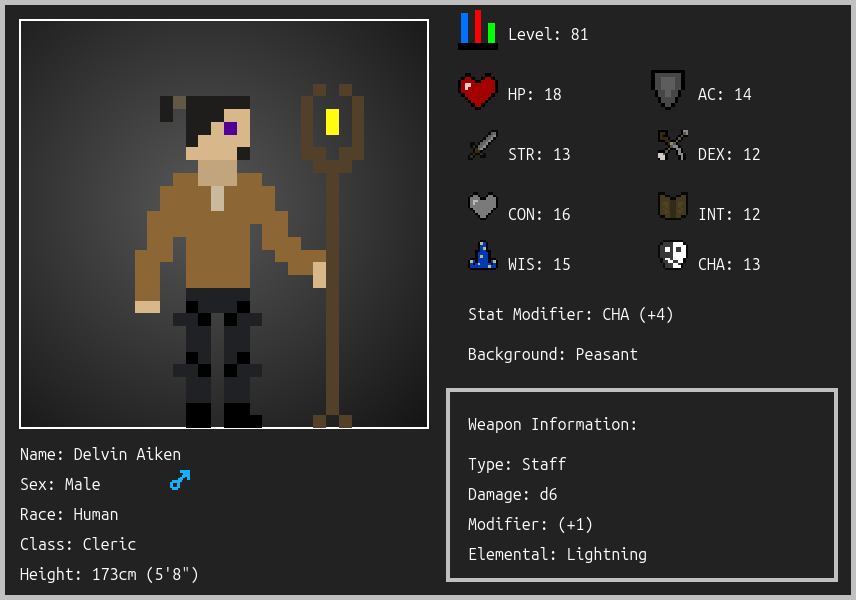 Level: 81
HP: 18
AC: 14
STR: 13
DEX: 12
CON: 16
INT: 12
WIS: 15
CHA: 13
Stat Modifier: CHA (+4)
Background: Peasant
Weapon Information:
Type: Staff
Damage: d6
Modifier: (+1)
Elemental: Lightning
Name: Delvin Aiken
Sex: Male
Race: Human
Class: Cleric
Height: 173cm (5'8")